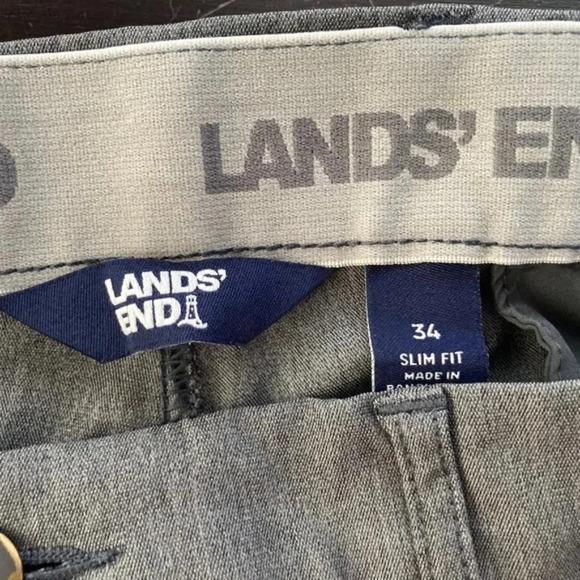 LANDS' EN
LANDS'
END
34
SLIM FIT
MADE IN